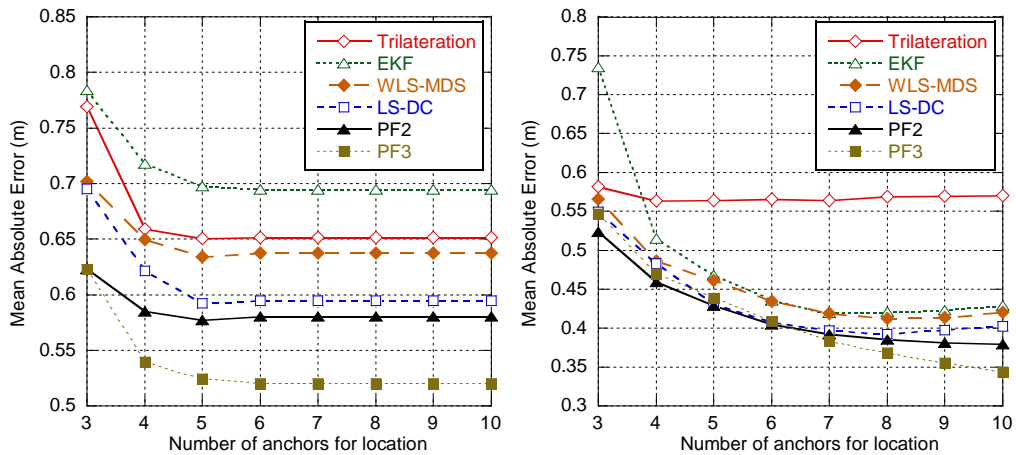 0.85
0.8
0.75
0.7
0.65
0.6
0.55
0.5
Mean Absolute Error (m)
3 4 5 6 7 8 9 10
Number of anchors for location
Trilateration
EKF
WLS-MDS
LS-DC
PF2
PF3
0.8
0.75
0.7
0.65
0.6
0.55
0.5
0.45
0.4
0.35
0.3
Mean Absolute Error (m)
3 4 5 6 7 8 9 10
Number of anchors for location
Trilateration
EKF
WLS-MDS
LS-DC
PF2
PF3